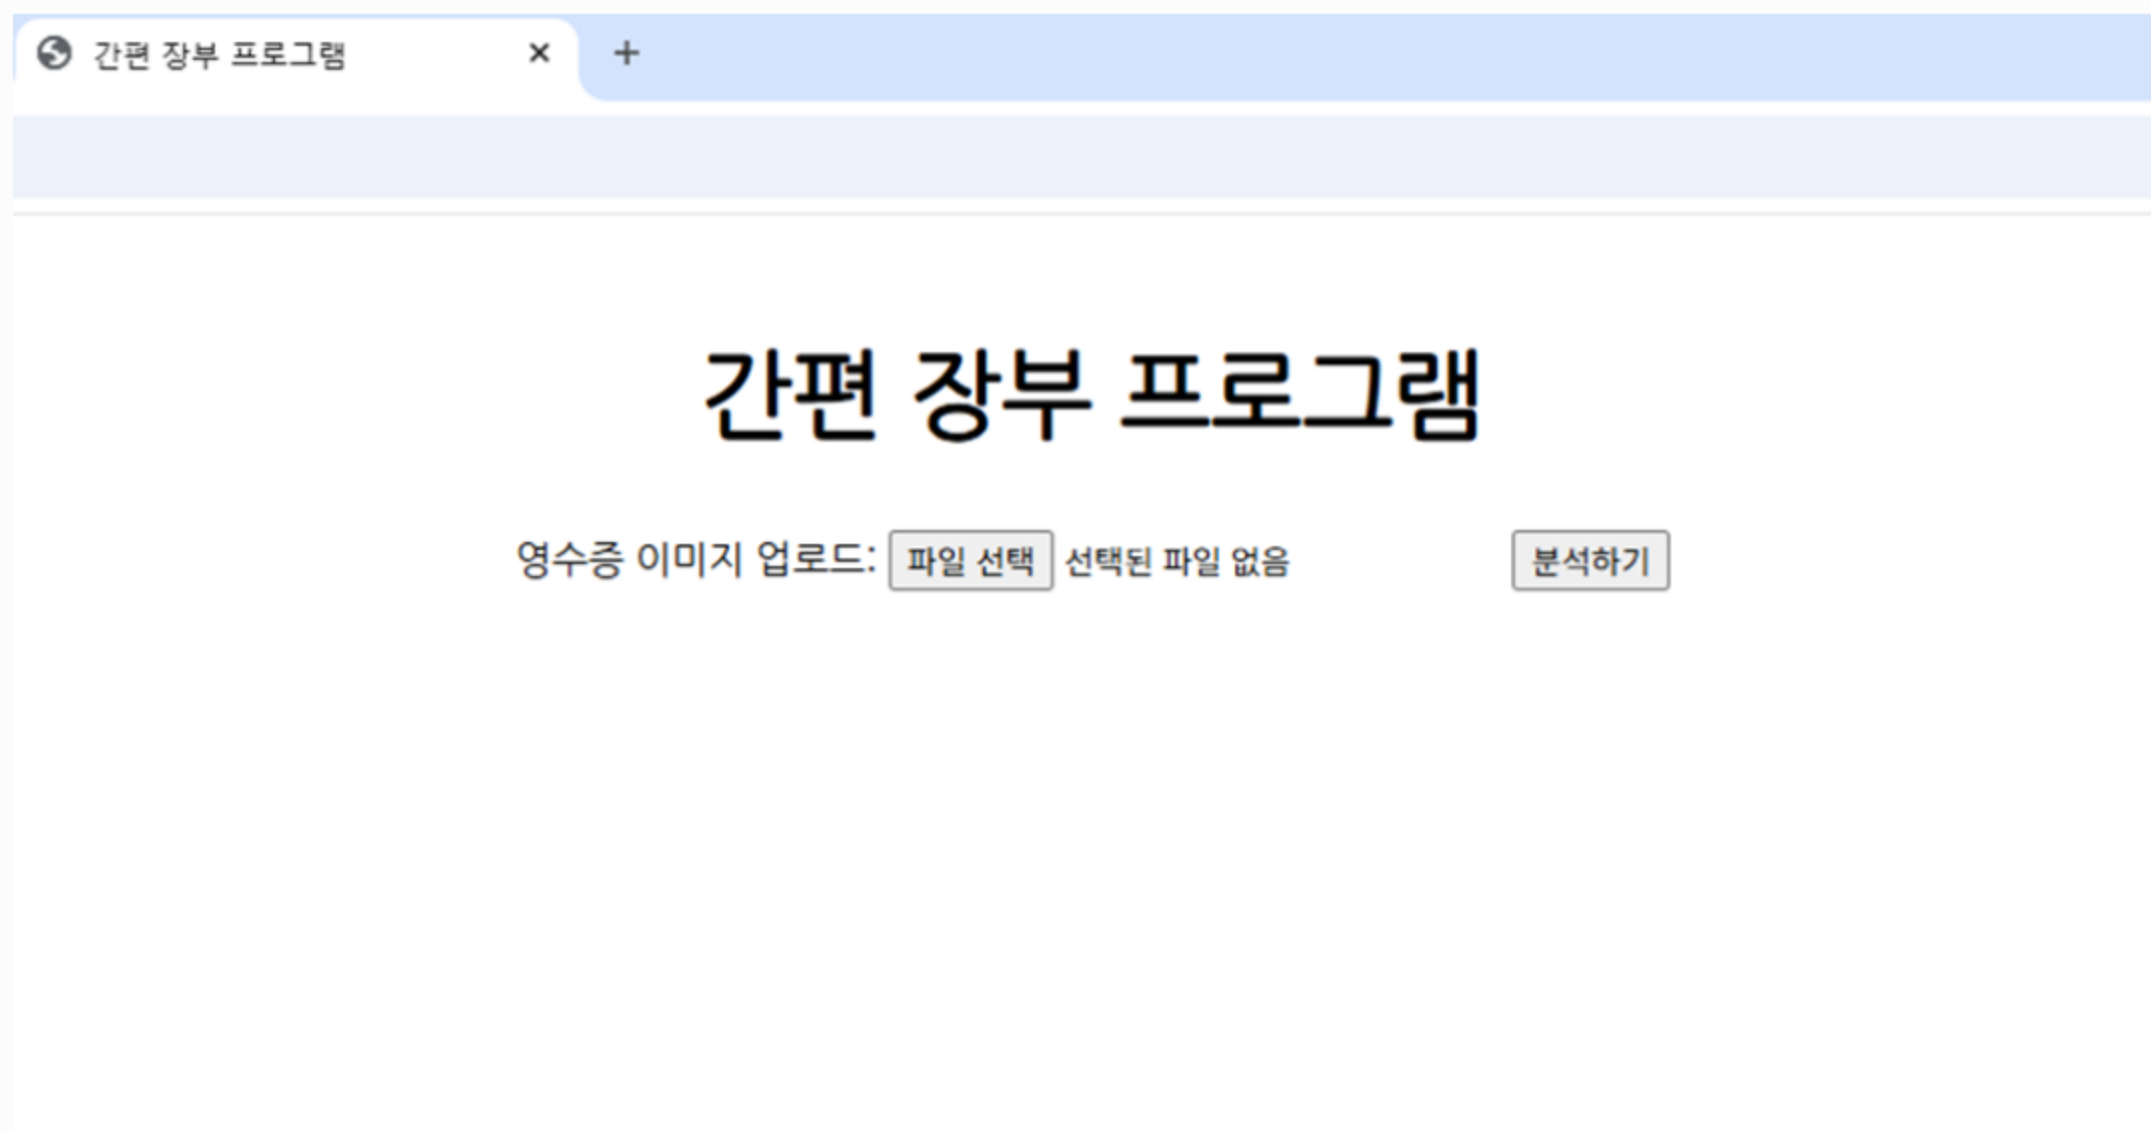 간편 장부 프로그램
간편 장부 프로그램
영수증 이미지 업로드: 파일 선택 선택된 파일 없음 분석하기